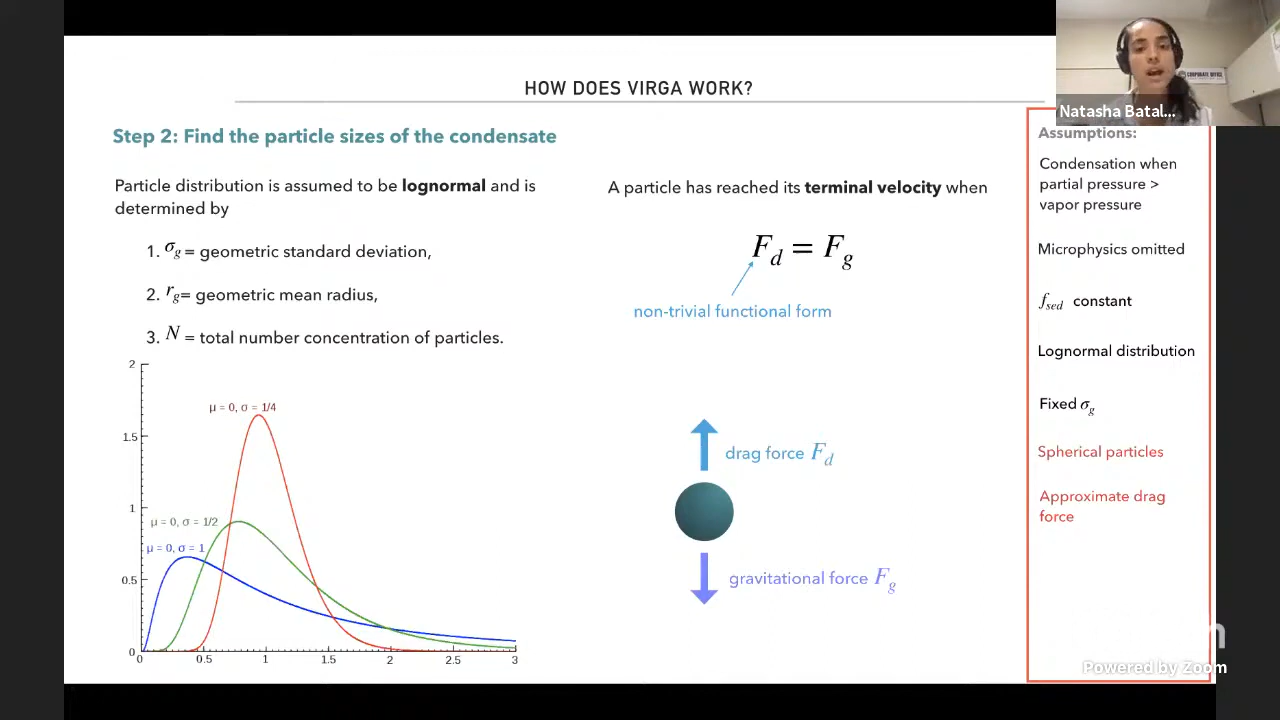 HOW DOES VIRGA WORK?
Step 2: Find the particle sizes of the condensate
Particle distribution is assumed to be lognormal and is
determined by
1. σg = geometric standard deviation,
2. rg= geometric mean radius,
3. N = total number concentration of particles.
2
1.5
1
0.5
0
μ = 0, σ = 1/4
μ = 0, σ = 1/2
μ = 0, σ = 1
0 0.5 1 1.5 2 2.5 3
A particle has reached its terminal velocity when
Fd = Fg
non-trivial functional form
drag force Fd
gravitational force Fg
CORPORATE OFFICE
Natasha Batal...
Assumptions:
Condensation when
partial pressure >
vapor pressure
Microphysics omitted
fsed constant
Lognormal distribution
Fixed σg
Spherical particles
Approximate drag
force
Powered by Zoom